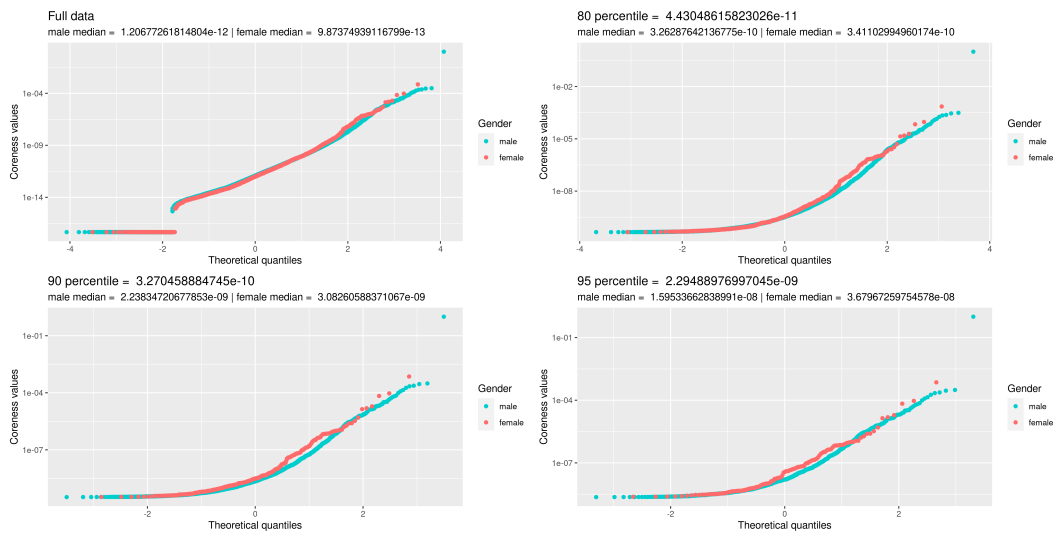 Full data
male median = 1.20677261814804e-12 | female median = 9.87374939116799e-13
Coreness values
1e-04
1e-09
1e-14
-4
-2
0
2
4
Theoretical quantiles
Gender
male
female
80 percentile = 4.43048615823026e-11
male median = 3.26287642136775e-10 | female median = 3.41102994960174e-10
Coreness values
1e-02
1e-05
1e-08
-4
-2
0
2
4
Theoretical quantiles
Gender
male
female
90 percentile = 3.270458884745e-10
male median = 2.23834720677853e-09 | female median = 3.08260588371067e-09
Coreness values
1e-01
1e-04
1e-07
-2
0
2
Theoretical quantiles
Gender
male
female
95 percentile = 2.29488976997045e-09
male median = 1.59533662838991e-08 | female median = 3.67967259754578e-08
Coreness values
1e-01
1e-04
1e-07
-2
0
2
Theoretical quantiles
Gender
male
female